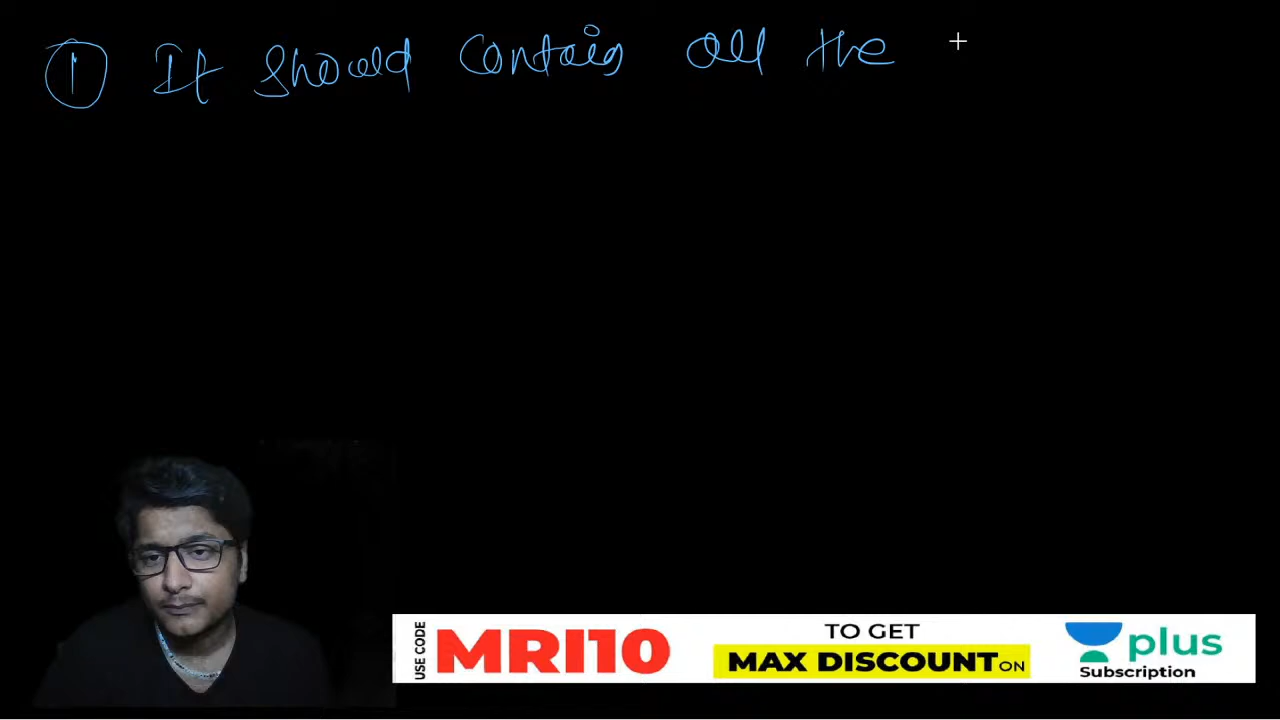 ① It should contain all the
USE CODE
MRI10
TO GET
MAX DISCOUNT ON
plus
Subscription